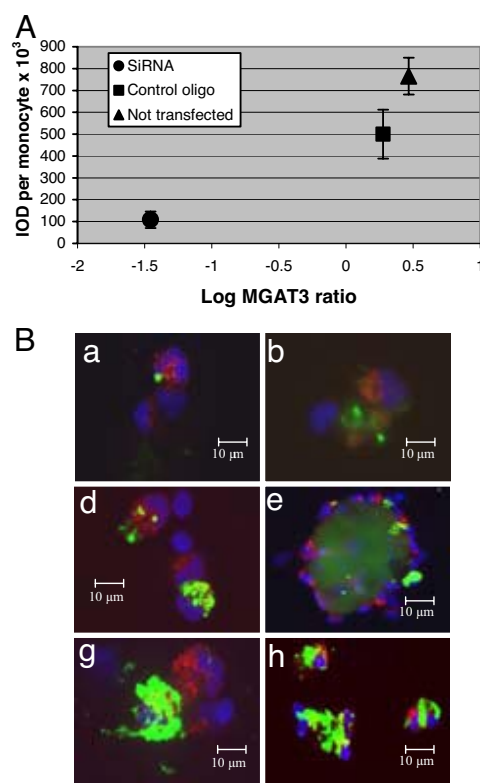 A
IOD per monocyte x 10³
900
800
700
600
500
400
300
200
100
0
SiRNA
Control oligo
Not transfected
-2
-1.5
-1
-0.5
0
0.5
1
Log MGAT3 ratio
B
a
10 μm
b
10 μm
d
10 μm
e
10 μm
g
10 μm
h
10 μm